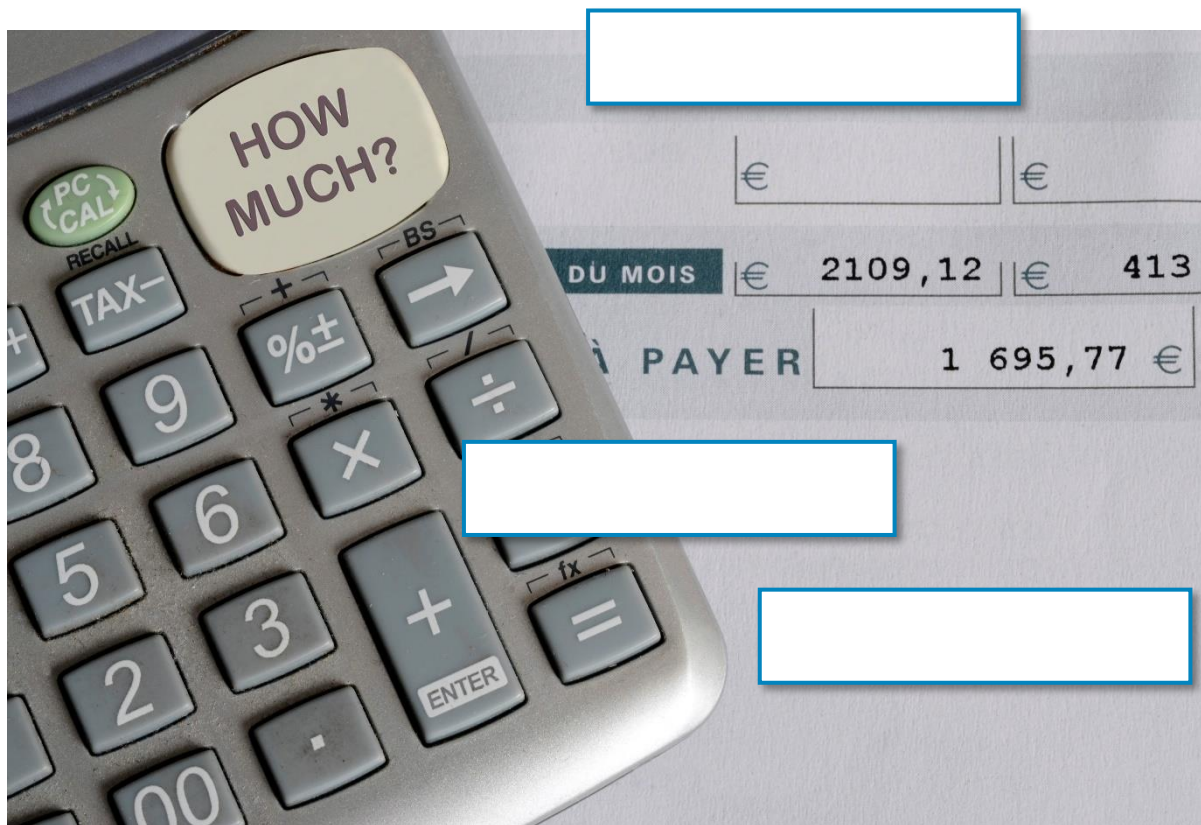 HOW
MUCH?
PC
CAL
RECALL
TAX−
BS
→
+
%±
/
÷
€ €
DU MOIS € 2109,12 € 413
À PAYER 1 695,77 €
+
9
*
×
8
6
5
+
ENTER
fx
=
3
2
.
00